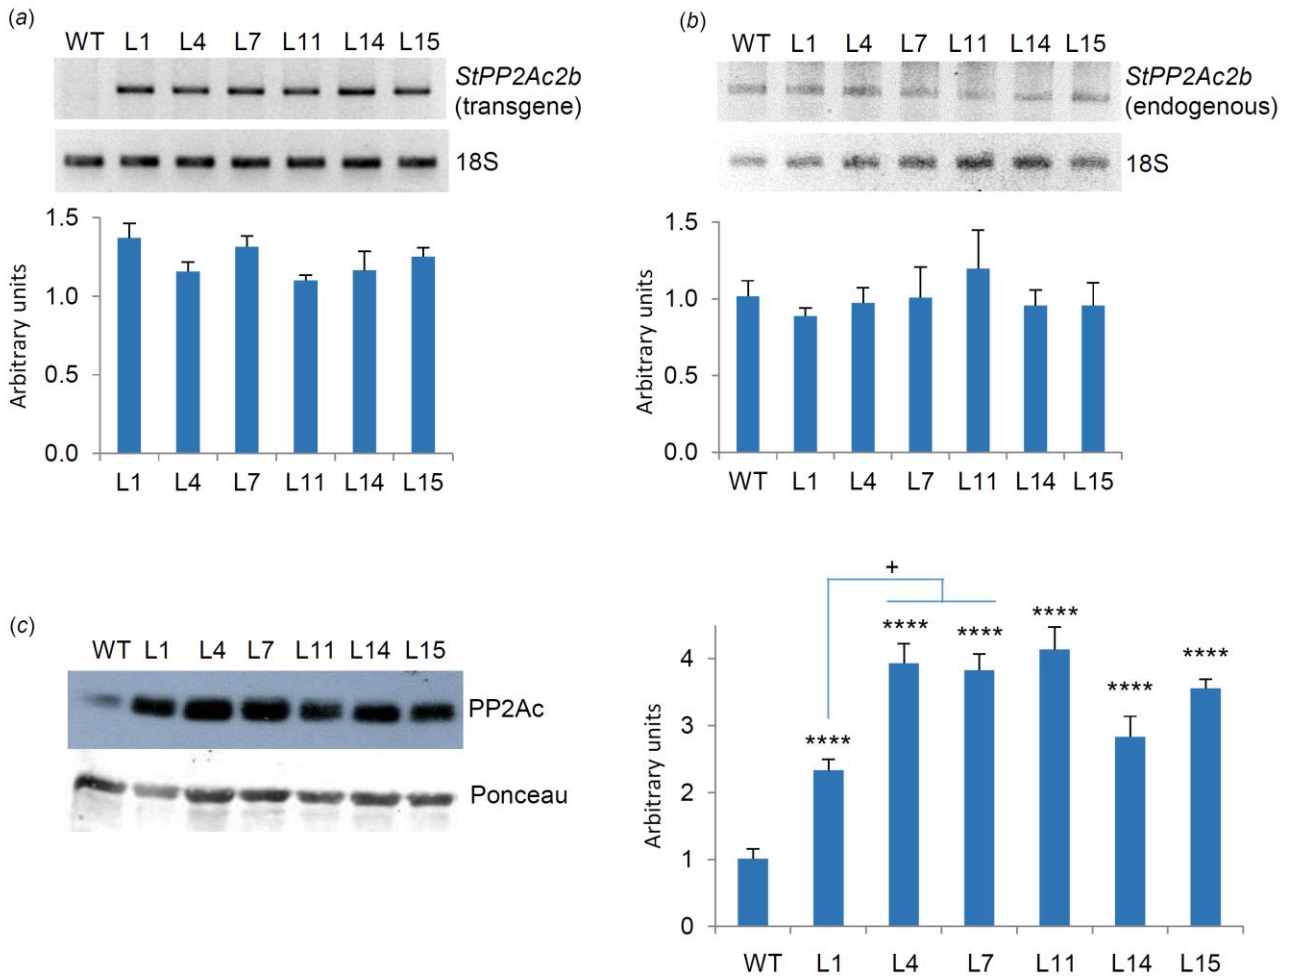 (a)
WT L1 L4 L7 L11 L14 L15
StPP2Ac2b
(transgene)
18S
1.5
1.0
0.5
0.0
Arbitrary units
L1 L4 L7 L11 L14 L15
(b)
WT L1 L4 L7 L11 L14 L15
StPP2Ac2b
(endogenous)
18S
1.5
1.0
0.5
0.0
Arbitrary units
WT L1 L4 L7 L11 L14 L15
(c)
WT L1 L4 L7 L11 L14 L15
PP2Ac
Ponceau
+
**** **** **** **** **** ****
4
3
2
1
0
Arbitrary units
WT L1 L4 L7 L11 L14 L15